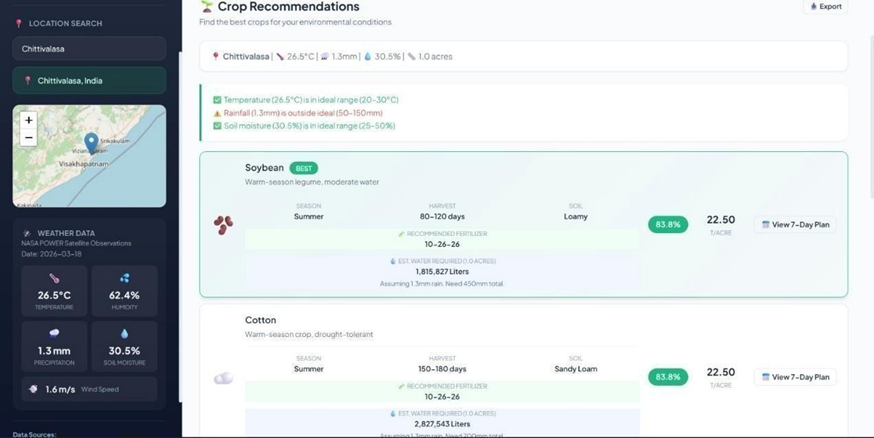 LOCATION SEARCH
Chittivalasa
Chittivalasa, India
+
−
Srikakulam
Visakhapatnam
WEATHER DATA
NASA POWER Satellite Observations
Date: 2026-03-18
26.5°C
TEMPERATURE
62.4%
HUMIDITY
1.3 mm
PRECIPITATION
30.5%
SOIL MOISTURE
1.6 m/s Wind Speed
Data Sources:
Crop Recommendations
Export
Find the best crops for your environmental conditions
Chittivalasa | 26.5°C | 1.3mm | 30.5% | 1.0 acres
Temperature (26.5°C) is in ideal range (20-30°C)
Rainfall (1.3mm) is outside ideal (50-150mm)
Soil moisture (30.5%) is in ideal range (25-50%)
Soybean BEST
Warm-season legume, moderate water
SEASON HARVEST SOIL
Summer 80-120 days Loamy
RECOMMENDED FERTILIZER
10-26-26
EST. WATER REQUIRED (1.0 ACRES)
1,815,827 Liters
Assuming 1.3mm rain. Need 450mm total.
83.8%
22.50
T/ACRE
View 7-Day Plan
Cotton
Warm-season crop, drought-tolerant
SEASON HARVEST SOIL
Summer 150-180 days Sandy Loam
RECOMMENDED FERTILIZER
10-26-26
EST. WATER REQUIRED (1.0 ACRES)
2,827,543 Liters
Assuming 1.3mm rain. Need 700mm total.
83.8%
22.50
T/ACRE
View 7-Day Plan